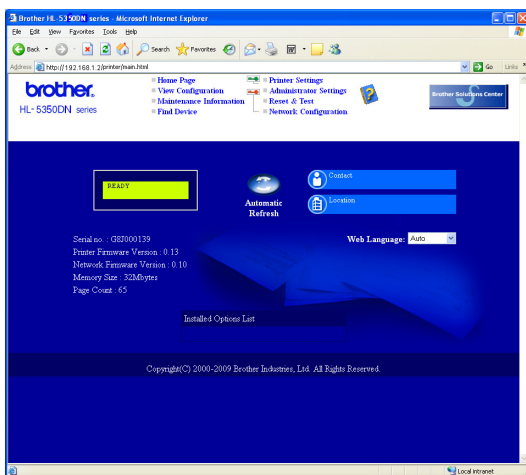 Brother HL-5350DN series - Microsoft Internet Explorer
File Edit View Favorites Tools Help
Back Search Favorites
Address http://192.168.1.2/printer/main.html Go Links
brother.
HL-5350DN series
Home Page
View Configuration
Maintenance Information
Find Device
Printer Settings
Administrator Settings
Reset & Test
Network Configuration
Brother Solutions Center
READY
Automatic
Refresh
Contact
Location
Serial no. : G8J000139
Printer Firmware Version : 0.13
Network Firmware Version : 0.10
Memory Size : 32Mbytes
Page Count : 65
Web Language: Auto
Installed Options List
Copyright(C) 2000-2009 Brother Industries, Ltd. All Rights Reserved.
Local intranet